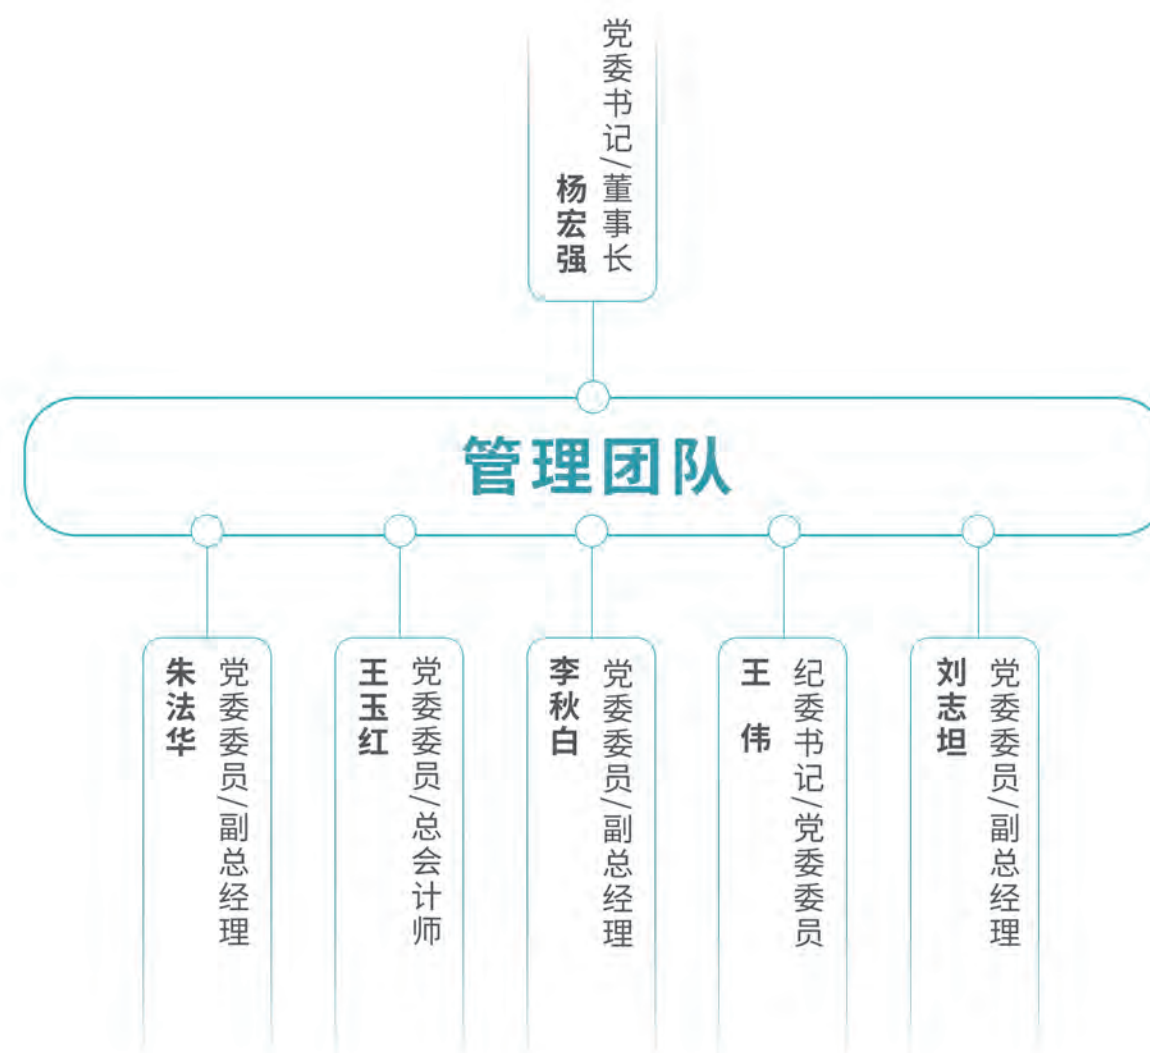 党委书记/董事长
杨宏强
管理团队
朱法华
党委委员/副总经理
王玉红
党委委员/总会计师
李秋白
党委委员/副总经理
王 伟
纪委书记/党委委员
刘志坦
党委委员/副总经理